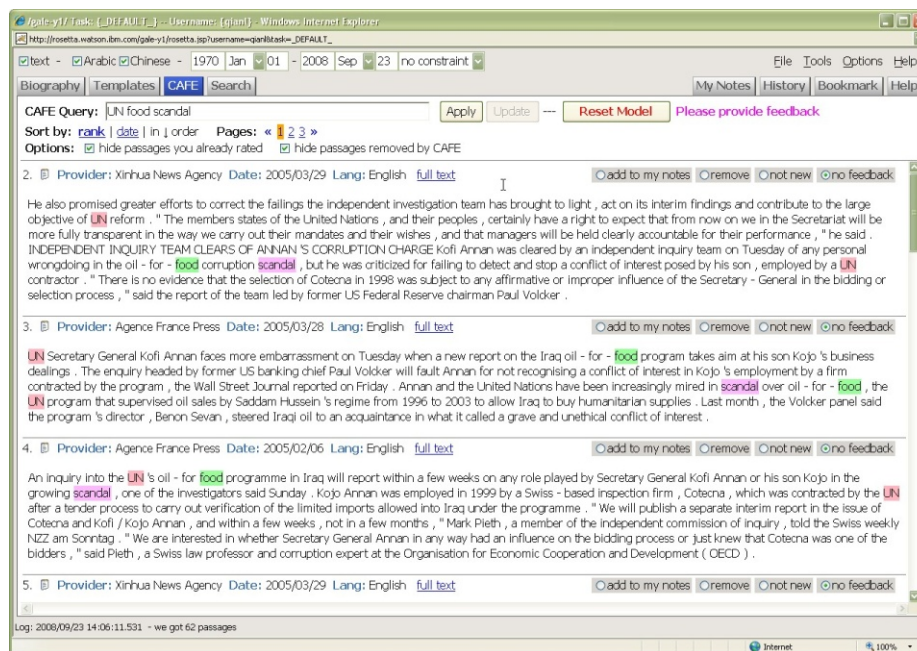 /gale-y1/ Task: {_DEFAULT_} -- Username: {qianl} - Windows Internet Explorer
http://rosetta.watson.ibm.com/gale-y1/rosetta.jsp?username=qianl&task=_DEFAULT_
text - Arabic Chinese - 1970 Jan 01 - 2008 Sep 23 no constraint File Tools Options Help
Biography Templates CAFE Search My Notes History Bookmark Help
CAFE Query: UN food scandal Apply Update --- Reset Model Please provide feedback
Sort by: rank | date | in ↓ order Pages: « 1 2 3 »
Options: hide passages you already rated hide passages removed by CAFE
2. Provider: Xinhua News Agency Date: 2005/03/29 Lang: English full text add to my notes remove not new no feedback
He also promised greater efforts to correct the failings the independent investigation team has brought to light , act on its interim findings and contribute to the large
objective of UN reform . " The members states of the United Nations , and their peoples , certainly have a right to expect that from now on we in the Secretariat will be
more fully transparent in the way we carry out their mandates and their wishes , and that managers will be held clearly accountable for their performance , " he said .
INDEPENDENT INQUIRY TEAM CLEARS OF ANNAN 'S CORRUPTION CHARGE Kofi Annan was cleared by an independent inquiry team on Tuesday of any personal
wrongdoing in the oil - for - food corruption scandal , but he was criticized for failing to detect and stop a conflict of interest posed by his son , employed by a UN
contractor . " There is no evidence that the selection of Cotecna in 1998 was subject to any affirmative or improper influence of the Secretary - General in the bidding or
selection process , " said the report of the team led by former US Federal Reserve chairman Paul Volcker .
3. Provider: Agence France Press Date: 2005/03/28 Lang: English full text add to my notes remove not new no feedback
UN Secretary General Kofi Annan faces more embarrassment on Tuesday when a new report on the Iraq oil - for - food program takes aim at his son Kojo 's business
dealings . The enquiry headed by former US banking chief Paul Volcker will fault Annan for not recognising a conflict of interest in Kojo 's employment by a firm
contracted by the program , the Wall Street Journal reported on Friday . Annan and the United Nations have been increasingly mired in scandal over oil - for - food , the
UN program that supervised oil sales by Saddam Hussein 's regime from 1996 to 2003 to allow Iraq to buy humanitarian supplies . Last month , the Volcker panel said
the program 's director , Benon Sevan , steered Iraqi oil to an acquaintance in what it called a grave and unethical conflict of interest .
4. Provider: Agence France Press Date: 2005/02/06 Lang: English full text add to my notes remove not new no feedback
An inquiry into the UN 's oil - for food programme in Iraq will report within a few weeks on any role played by Secretary General Kofi Annan or his son Kojo in the
growing scandal , one of the investigators said Sunday . Kojo Annan was employed in 1999 by a Swiss - based inspection firm , Cotecna , which was contracted by the UN
after a tender process to carry out verification of the limited imports allowed into Iraq under the programme . " We will publish a separate interim report in the issue of
Cotecna and Kofi / Kojo Annan , and within a few weeks , not in a few months , " Mark Pieth , a member of the independent commission of inquiry , told the Swiss weekly
NZZ am Sonntag . " We are interested in whether Secretary General Annan in any way had an influence on the bidding process or just knew that Cotecna was one of the
bidders , " said Pieth , a Swiss law professor and corruption expert at the Organisation for Economic Cooperation and Development ( OECD ) .
5. Provider: Xinhua News Agency Date: 2005/03/29 Lang: English full text add to my notes remove not new no feedback
Log: 2008/09/23 14:06:11.531 - we got 62 passages
Internet 100%